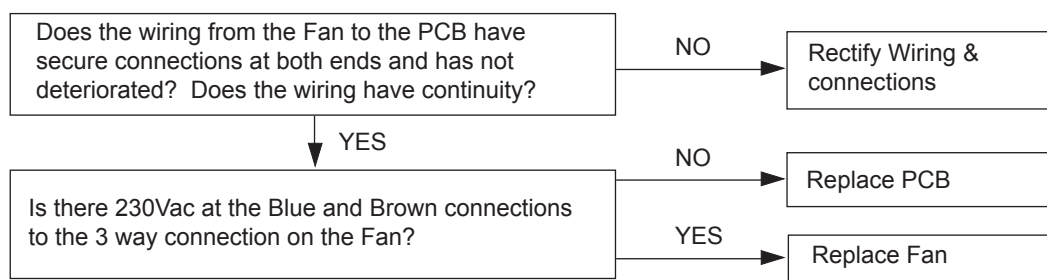 Does the wiring from the Fan to the PCB have
secure connections at both ends and has not
deteriorated? Does the wiring have continuity?
NO
Rectify Wiring &
connections
YES
Is there 230Vac at the Blue and Brown connections
to the 3 way connection on the Fan?
NO
Replace PCB
YES
Replace Fan